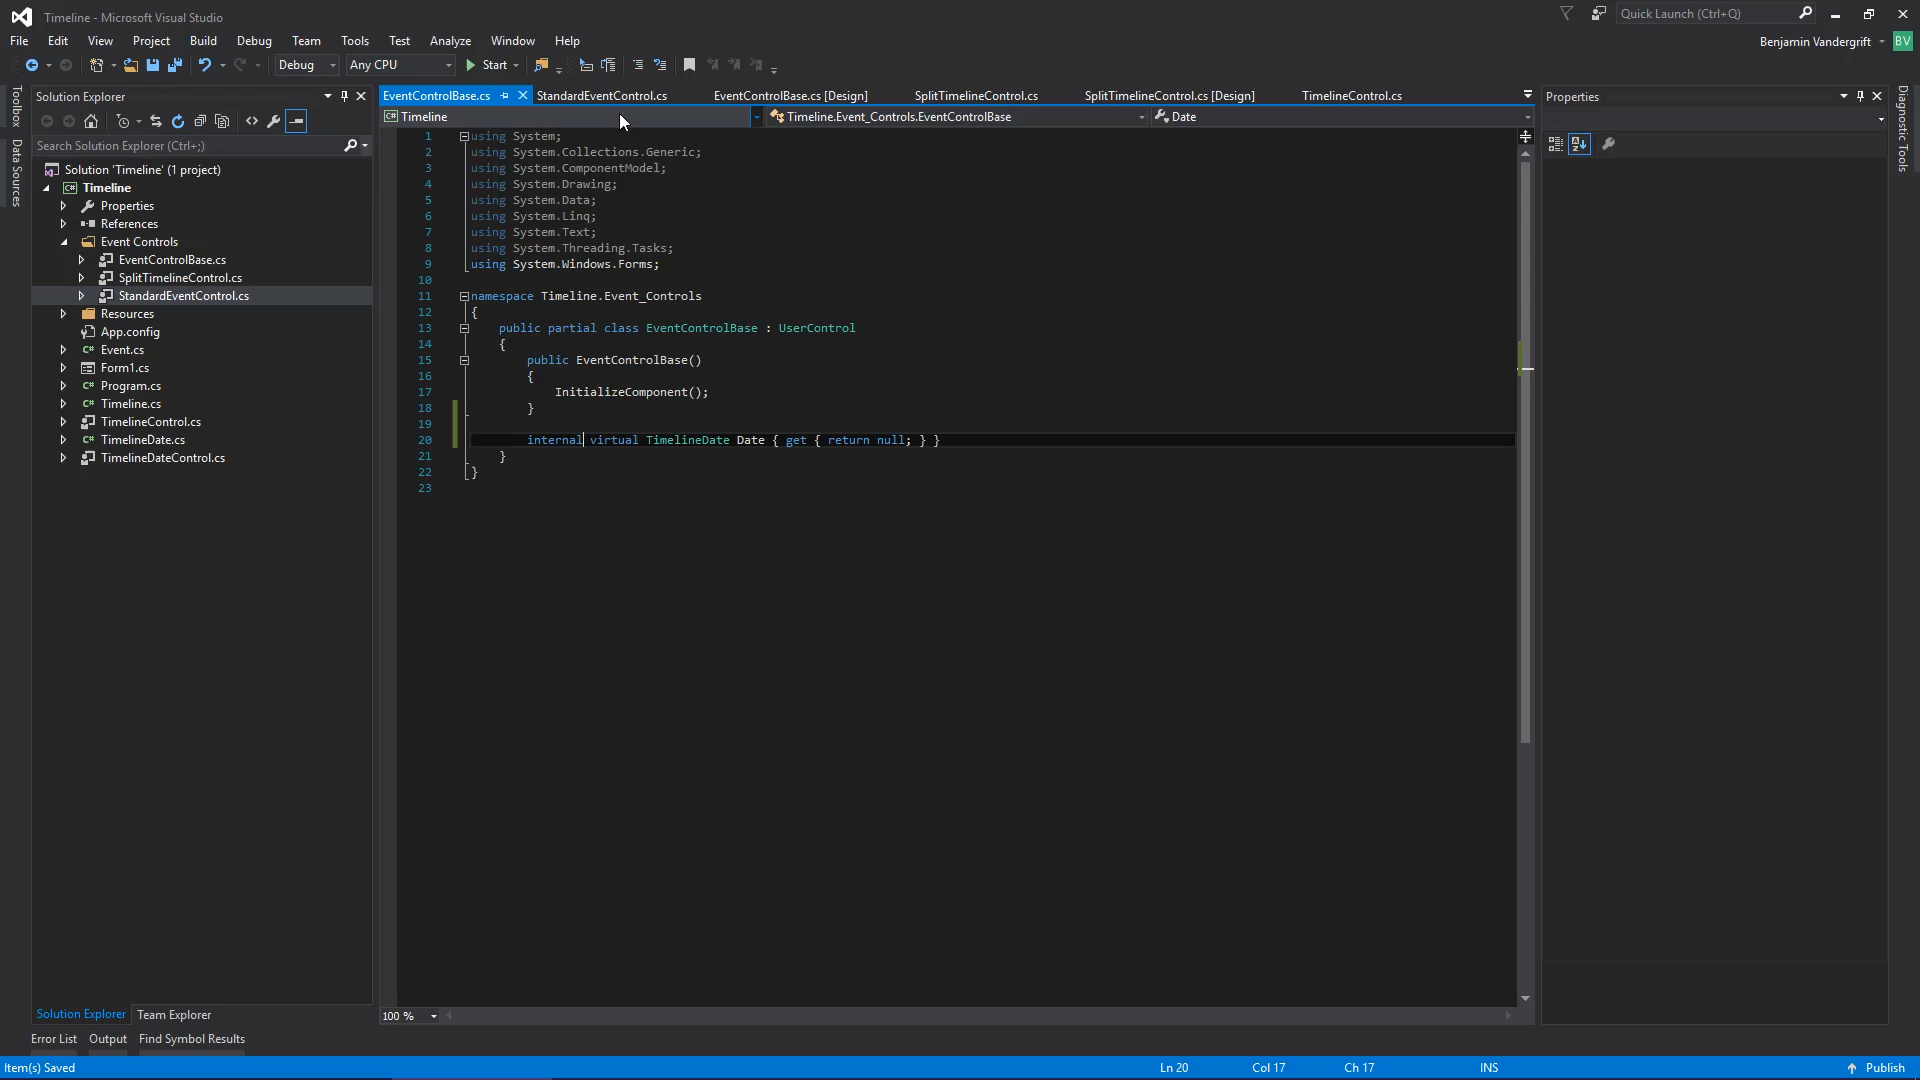 Timeline - Microsoft Visual Studio
Quick Launch (Ctrl+Q)
File Edit View Project Build Debug Team Tools Test Analyze Window Help
Benjamin Vandergrift BV
Debug Any CPU Start
Toolbox
Data Sources
Solution Explorer
Search Solution Explorer (Ctrl+;)
Solution 'Timeline' (1 project)
C# Timeline
Properties
References
Event Controls
EventControlBase.cs
SplitTimelineControl.cs
StandardEventControl.cs
Resources
App.config
C# Event.cs
Form1.cs
C# Program.cs
C# Timeline.cs
TimelineControl.cs
C# TimelineDate.cs
TimelineDateControl.cs
Solution Explorer Team Explorer
EventControlBase.cs StandardEventControl.cs EventControlBase.cs [Design] SplitTimelineControl.cs SplitTimelineControl.cs [Design] TimelineControl.cs
C# Timeline Timeline.Event_Controls.EventControlBase Date
1 using System;
2 using System.Collections.Generic;
3 using System.ComponentModel;
4 using System.Drawing;
5 using System.Data;
6 using System.Linq;
7 using System.Text;
8 using System.Threading.Tasks;
9 using System.Windows.Forms;
10
11 namespace Timeline.Event_Controls
12 {
13 public partial class EventControlBase : UserControl
14 {
15 public EventControlBase()
16 {
17 InitializeComponent();
18 }
19
20 internal virtual TimelineDate Date { get { return null; } }
21 }
22 }
23
100 %
Properties
Diagnostic Tools
Error List Output Find Symbol Results
Item(s) Saved Ln 20 Col 17 Ch 17 INS Publish